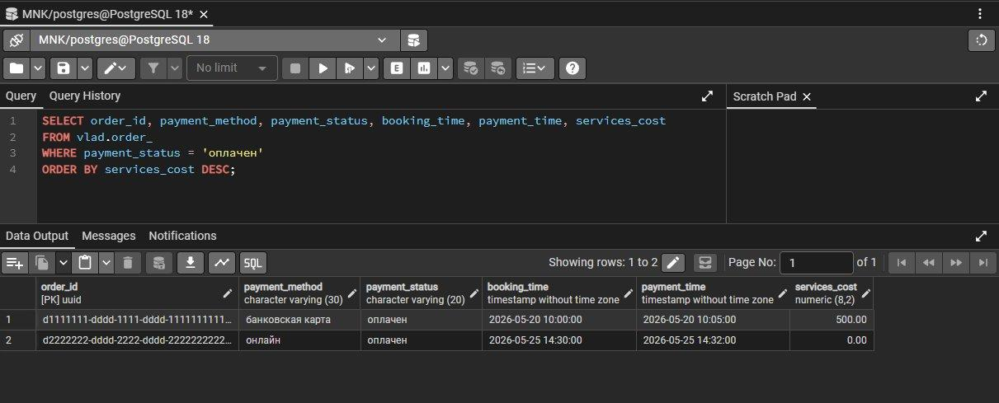 MNK/postgres@PostgreSQL 18*
MNK/postgres@PostgreSQL 18
No limit
E
Query Query History
Scratch Pad
1 SELECT order_id, payment_method, payment_status, booking_time, payment_time, services_cost
2 FROM vlad.order_
3 WHERE payment_status = 'оплачен'
4 ORDER BY services_cost DESC;
Data Output Messages Notifications
SQL
Showing rows: 1 to 2
Page No: 1 of 1
order_id payment_method payment_status booking_time payment_time services_cost
[PK] uuid character varying (30) character varying (20) timestamp without time zone timestamp without time zone numeric (8,2)
1 d1111111-dddd-1111-dddd-1111111111... банковская карта оплачен 2026-05-20 10:00:00 2026-05-20 10:05:00 500.00
2 d2222222-dddd-2222-dddd-2222222222... онлайн оплачен 2026-05-25 14:30:00 2026-05-25 14:32:00 0.00